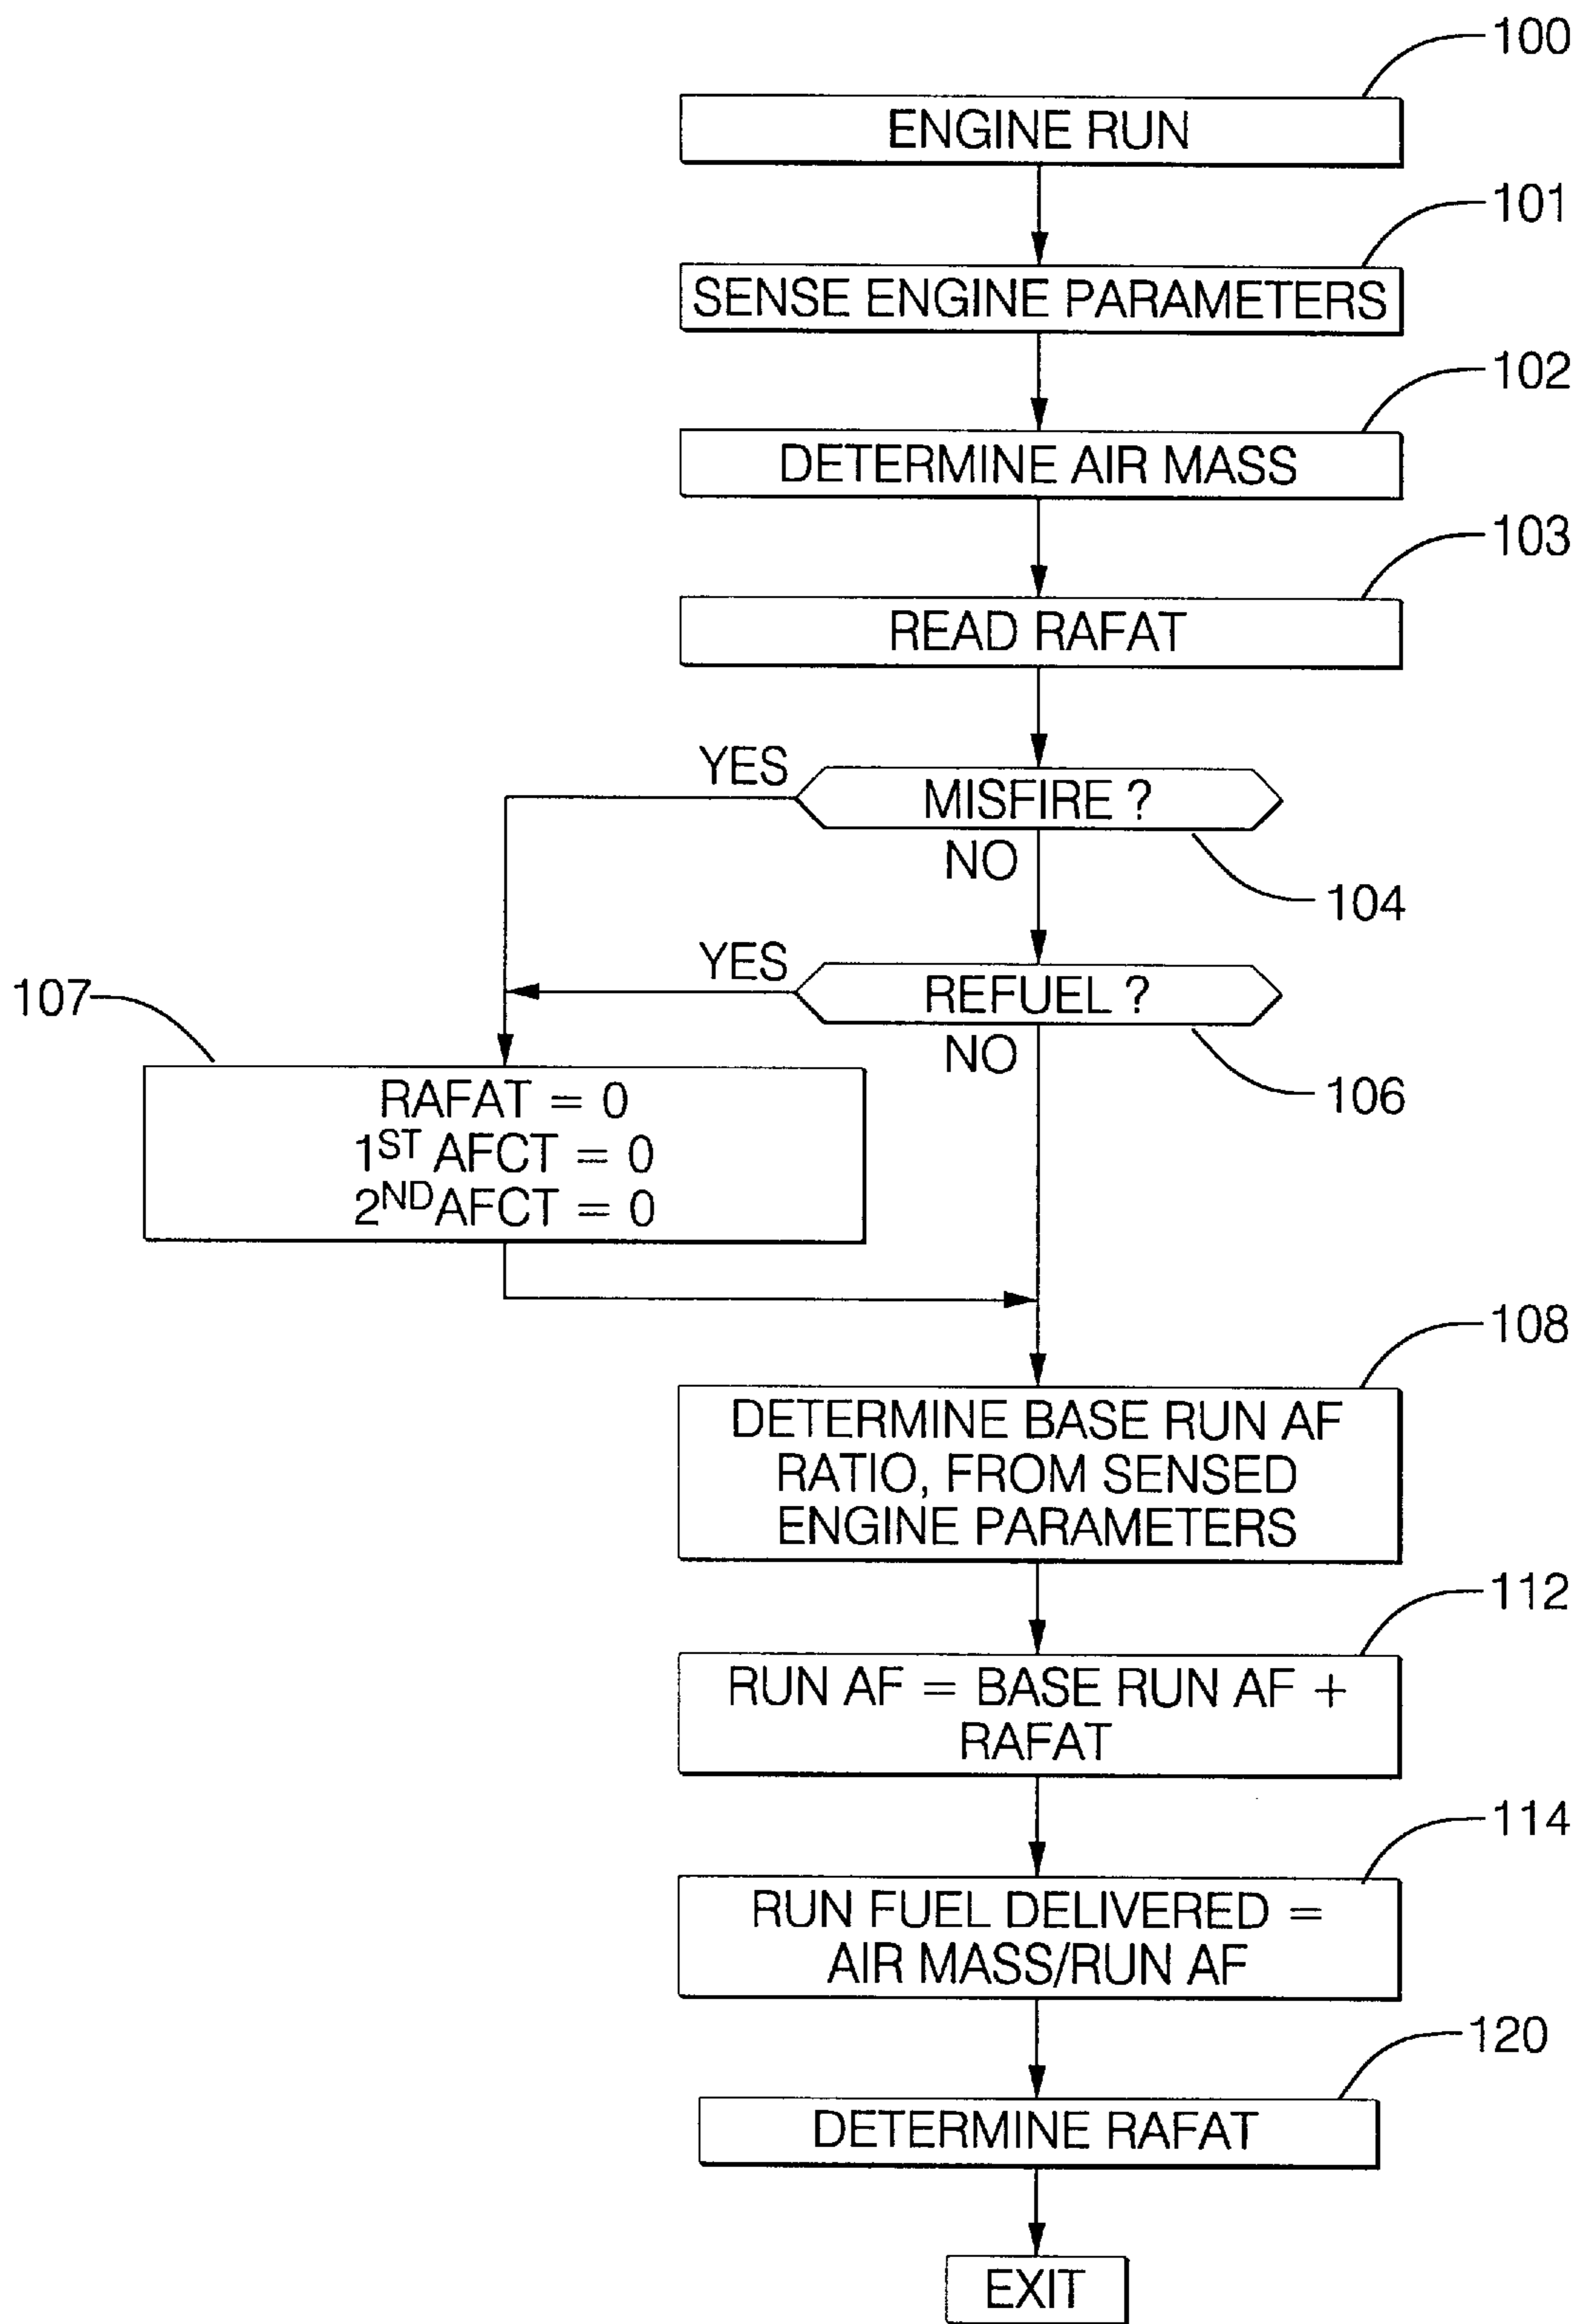 100
ENGINE RUN
101
SENSE ENGINE PARAMETERS
102
DETERMINE AIR MASS
103
READ RAFAT
YES
MISFIRE ?
NO
104
YES
REFUEL ?
107
NO
106
RAFAT = 0
1ST AFCT = 0
2ND AFCT = 0
108
DETERMINE BASE RUN AF
RATIO, FROM SENSED
ENGINE PARAMETERS
112
RUN AF = BASE RUN AF +
RAFAT
114
RUN FUEL DELIVERED =
AIR MASS/RUN AF
120
DETERMINE RAFAT
EXIT